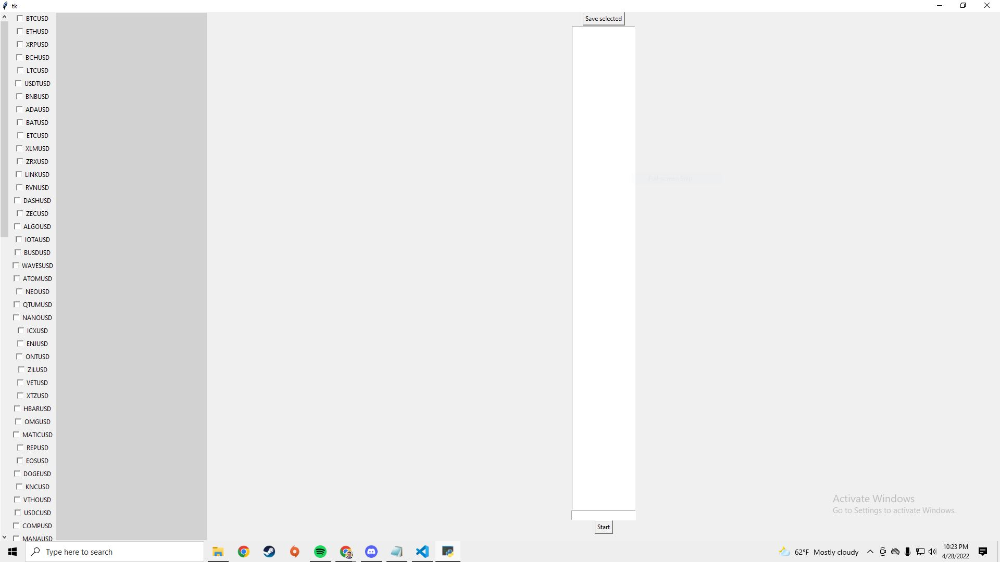 tk
BTCUSD
ETHUSD
XRPUSD
BCHUSD
LTCUSD
USDTUSD
BNBUSD
ADAUSD
BATUSD
ETCUSD
XLMUSD
ZRXUSD
LINKUSD
RVNUSD
DASHUSD
ZECUSD
ALGOUSD
IOTAUSD
BUSDUSD
WAVESUSD
ATOMUSD
NEOUSD
QTUMUSD
NANOUSD
ICXUSD
ENJUSD
ONTUSD
ZILUSD
VETUSD
XTZUSD
HBARUSD
OMGUSD
MATICUSD
REPUSD
EOSUSD
DOGEUSD
KNCUSD
VTHOUSD
USDCUSD
COMPUSD
MANAUSD
Save selected
Full-screen Snip
Start
Activate Windows
Go to Settings to activate Windows.
Type here to search
62°F Mostly cloudy
10:23 PM
4/28/2022